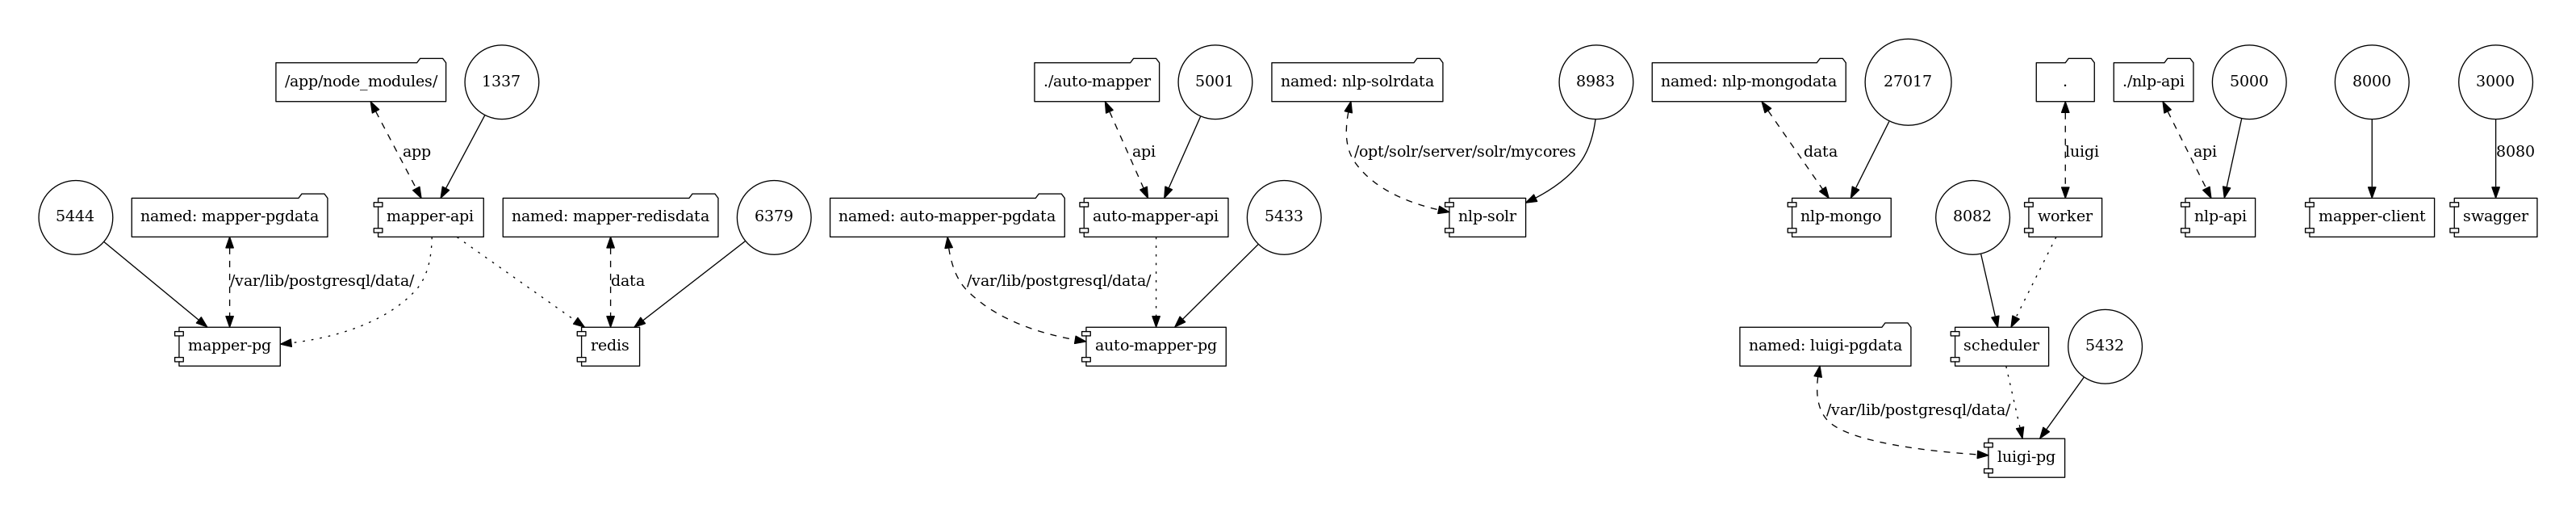 /app/node_modules/
1337
./auto-mapper
5001
named: nlp-solrdata
8983
named: nlp-mongodata
27017
.
./nlp-api
5000
8000
3000
app
api
/opt/solr/server/solr/mycores
data
luigi
api
8080
5444
named: mapper-pgdata
mapper-api
named: mapper-redisdata
6379
named: auto-mapper-pgdata
auto-mapper-api
5433
nlp-solr
nlp-mongo
8082
worker
nlp-api
mapper-client
swagger
/var/lib/postgresql/data/
data
/var/lib/postgresql/data/
mapper-pg
redis
auto-mapper-pg
named: luigi-pgdata
scheduler
5432
/var/lib/postgresql/data/
luigi-pg